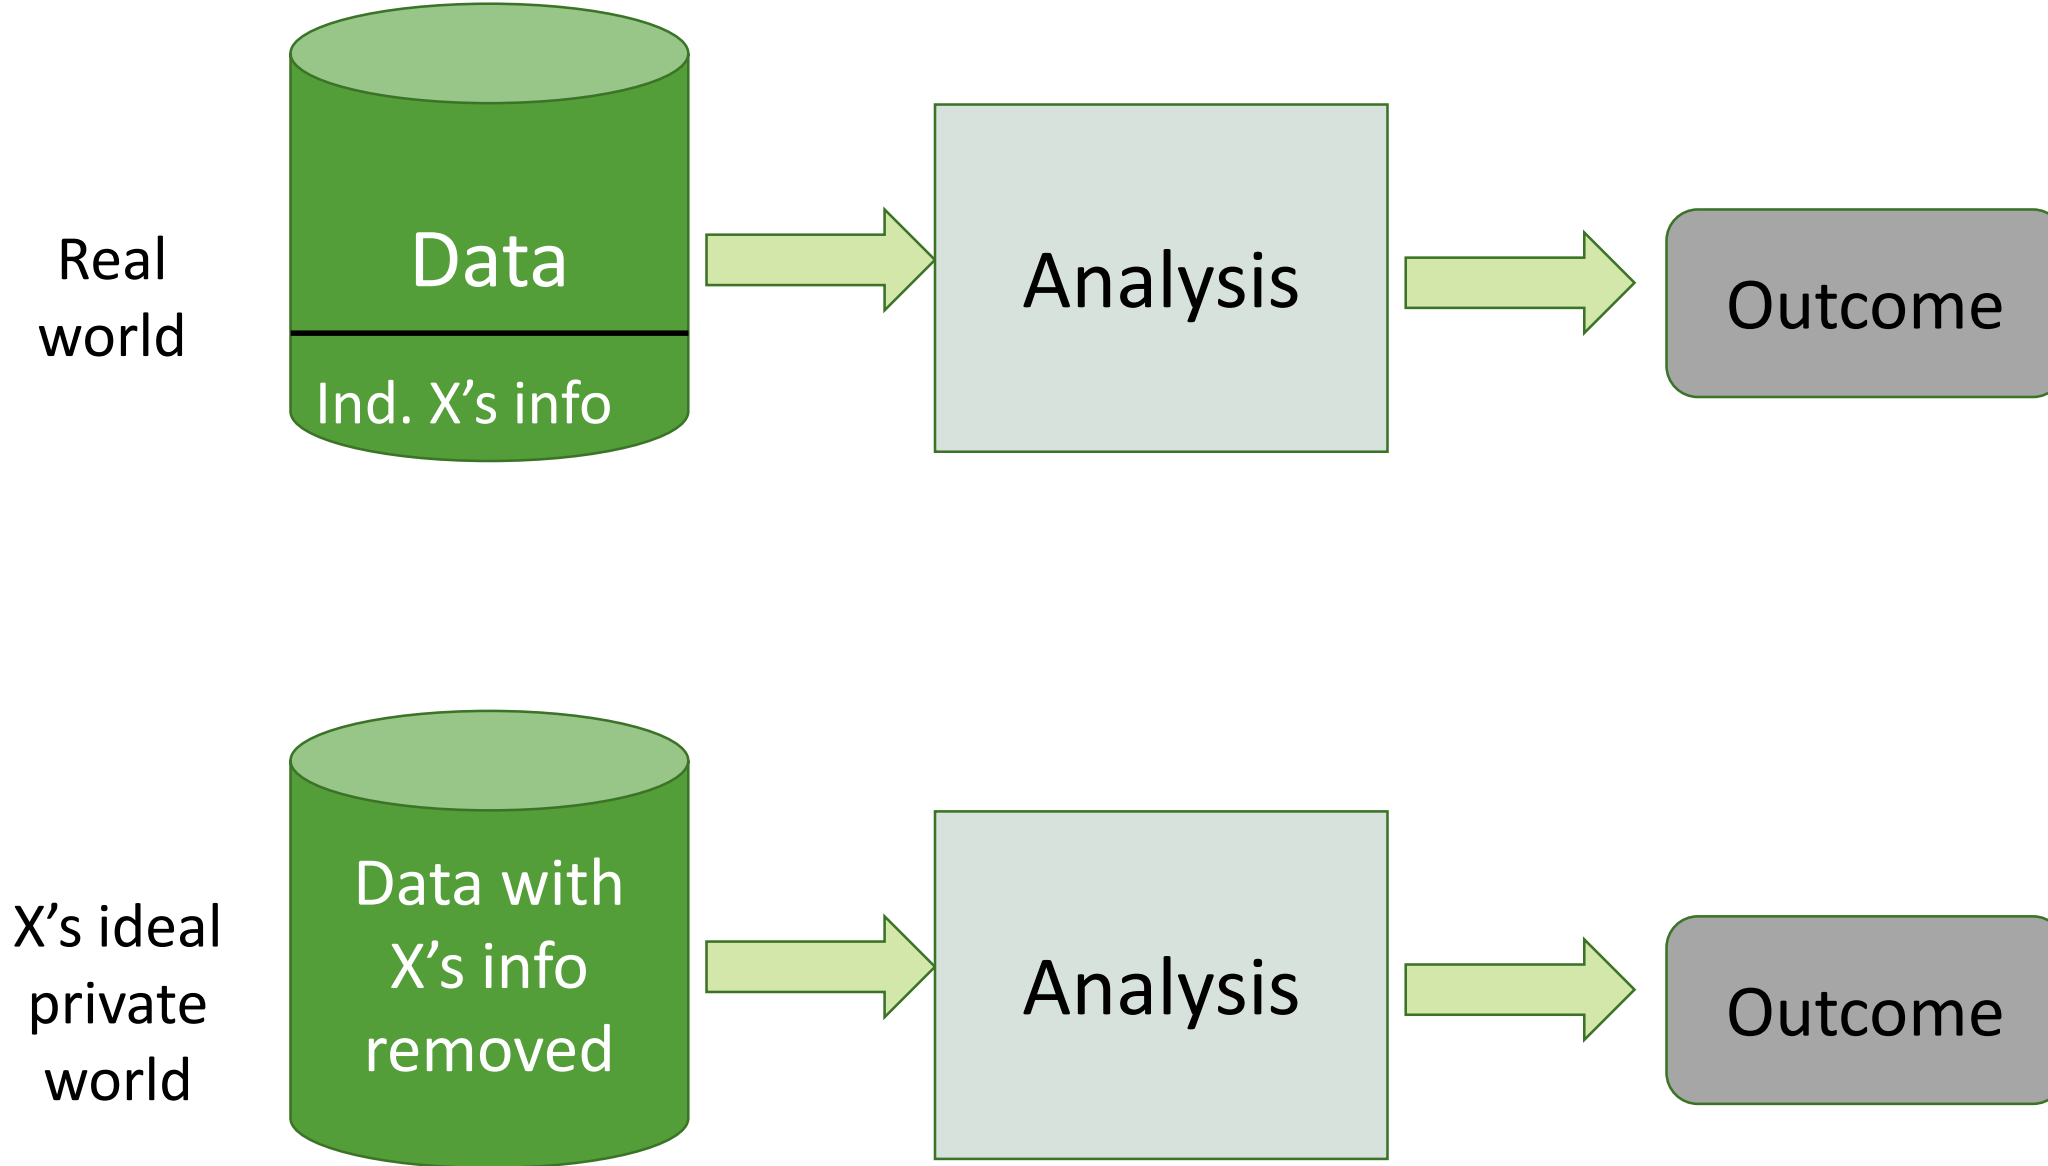 Real
world
Data
Ind. X’s info
Analysis
Outcome
X’s ideal
private
world
Data with
X’s info
removed
Analysis
Outcome